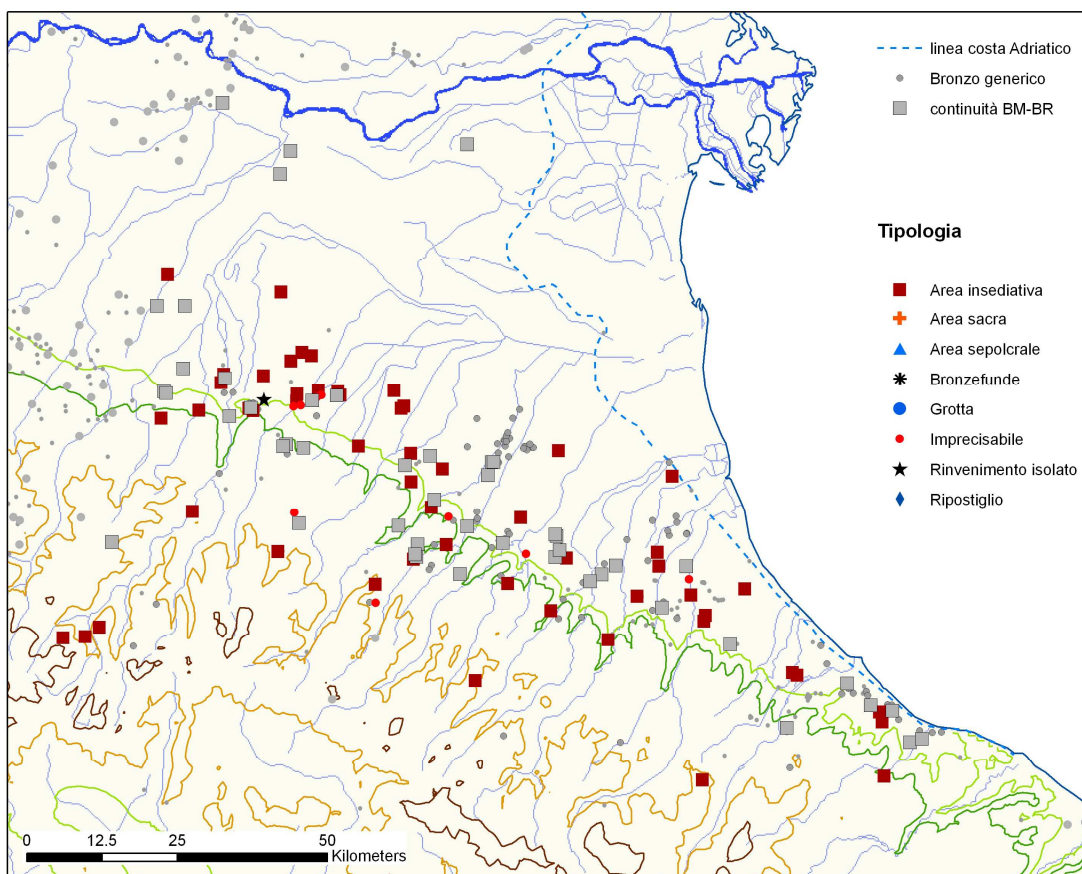 linea costa Adriatico
Bronzo generico
continuità BM-BR
Tipologia
Area insediativa
Area sacra
Area sepolcrale
Bronzefunde
Grotta
Imprecisabile
Rinvenimento isolato
Ripostiglio
0 12.5 25 50
Kilometers